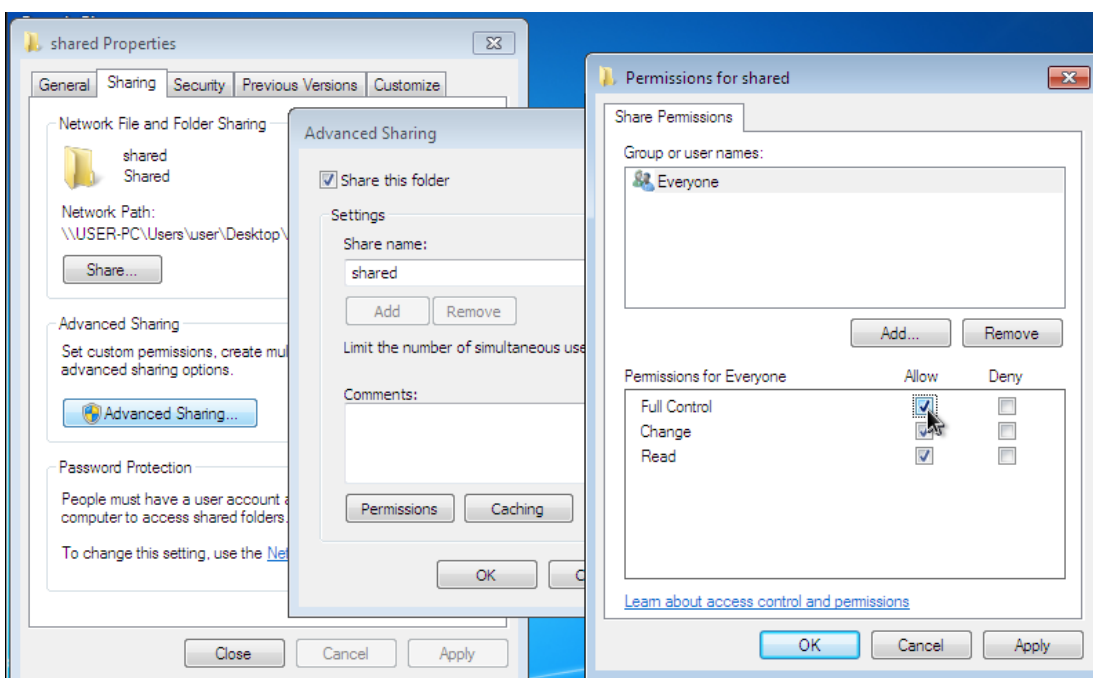 shared Properties
General Sharing Security Previous Versions Customize
Network File and Folder Sharing
shared
Shared
Network Path:
\\USER-PC\Users\user\Desktop\
Share...
Advanced Sharing
Set custom permissions, create mul
advanced sharing options.
Advanced Sharing...
Password Protection
People must have a user account a
computer to access shared folders.
To change this setting, use the Net
Close Cancel Apply
Advanced Sharing
Share this folder
Settings
Share name:
shared
Add Remove
Limit the number of simultaneous use
Comments:
Permissions Caching
OK C
Permissions for shared
Share Permissions
Group or user names:
Everyone
Add... Remove
Permissions for Everyone Allow Deny
Full Control
Change
Read
Learn about access control and permissions
OK Cancel Apply